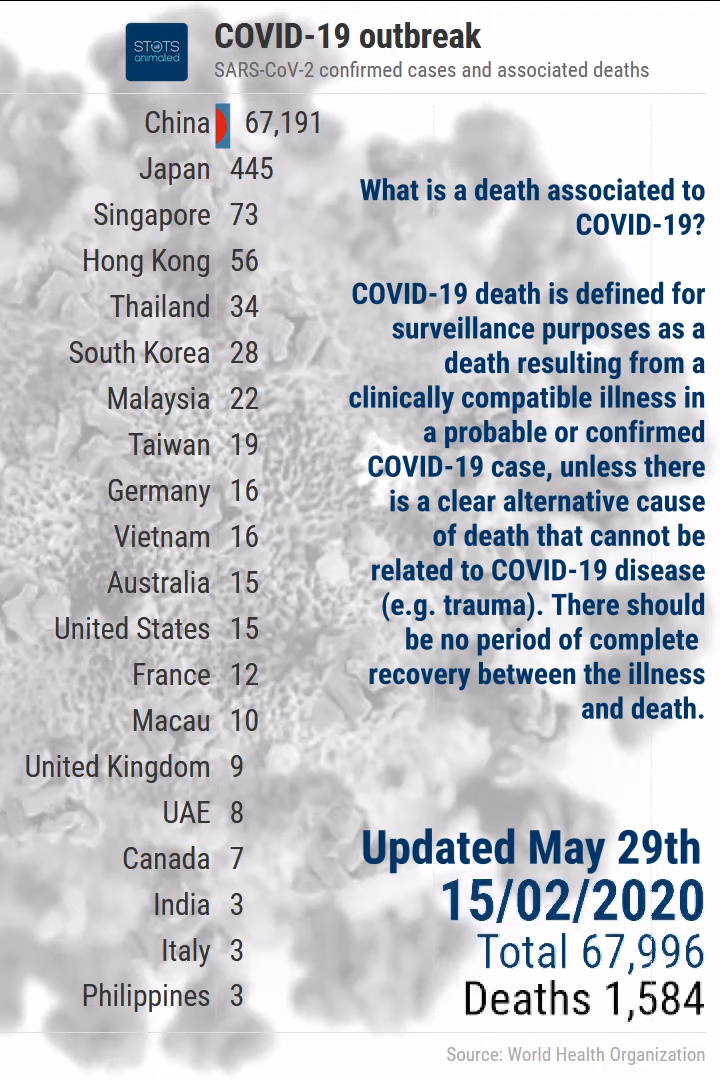 STATS
animated
COVID-19 outbreak
SARS-CoV-2 confirmed cases and associated deaths
China 67,191
Japan 445
Singapore 73
Hong Kong 56
Thailand 34
South Korea 28
Malaysia 22
Taiwan 19
Germany 16
Vietnam 16
Australia 15
United States 15
France 12
Macau 10
United Kingdom 9
UAE 8
Canada 7
India 3
Italy 3
Philippines 3
What is a death associated to
COVID-19?
COVID-19 death is defined for
surveillance purposes as a
death resulting from a
clinically compatible illness in
a probable or confirmed
COVID-19 case, unless there
is a clear alternative cause
of death that cannot be
related to COVID-19 disease
(e.g. trauma). There should
be no period of complete
recovery between the illness
and death.
Updated May 29th
15/02/2020
Total 67,996
Deaths 1,584
Source: World Health Organization